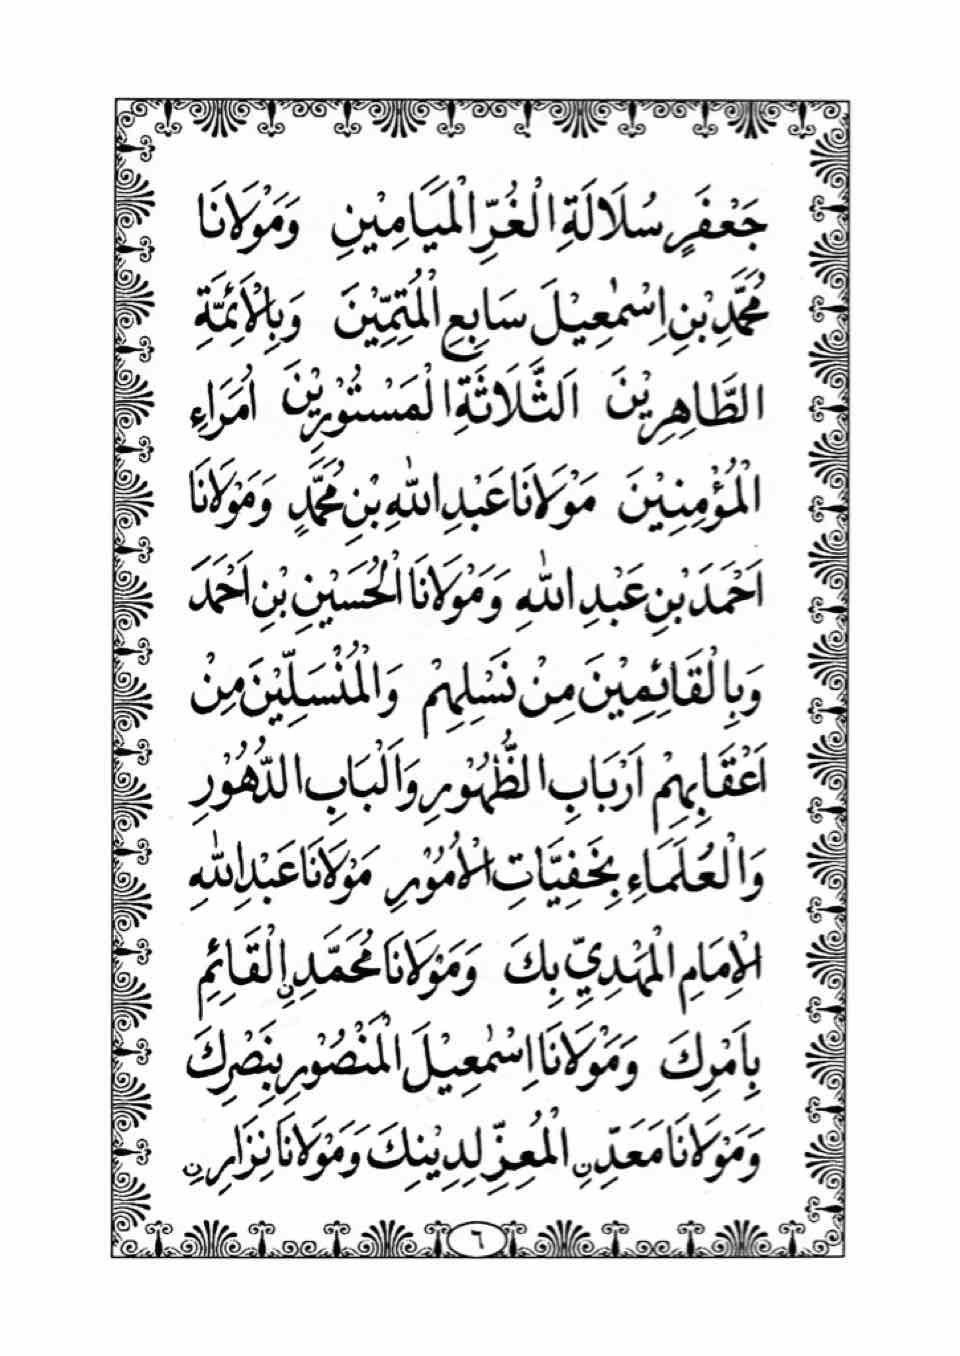 جَعْفَرٍ سُلَالَةِ الْغُرِّ الْمَيَامِيْنِ وَمَوْلَانَا
مُحَمَّدِ بْنِ اِسْمٰعِيْلَ سَابِعِ الْمُتِمِّيْنَ وَبِالْاَئِمَّةِ
الطَّاهِرِيْنَ اَلثَّلَاثَةِ الْمَسْتُوْرِيْنَ اُمَرَاءِ
الْمُؤْمِنِيْنَ مَوْلَانَا عَبْدِ اللّٰهِ بْنِ مُحَمَّدٍ وَمَوْلَانَا
اَحْمَدَ بْنِ عَبْدِ اللّٰهِ وَمَوْلَانَا الْحُسَيْنِ بْنِ اَحْمَدَ
وَبِالْقَائِمِيْنَ مِنْ نَسْلِهِمْ وَالْمُنْسَلِّيْنَ مِنْ
اَعْقَابِهِمْ اَرْبَابِ الظُّهُوْرِ وَاَلْبَابِ الدُّهُوْرِ
وَالْعُلَمَاءِ بِخَفِيَّاتِ الْاُمُوْرِ مَوْلَانَا عَبْدِ اللّٰهِ
الْاِمَامِ الْمَهْدِيِّ بِكَ وَمَوْلَانَا مُحَمَّدِ نِ الْقَائِمِ
بِاَمْرِكَ وَمَوْلَانَا اِسْمٰعِيْلَ الْمَنْصُوْرِ بِنَصْرِكَ
وَمَوْلَانَا مَعَدِّ نِ الْمُعِزِّ لِدِيْنِكَ وَمَوْلَانَا نِزَارِ نِ
٦